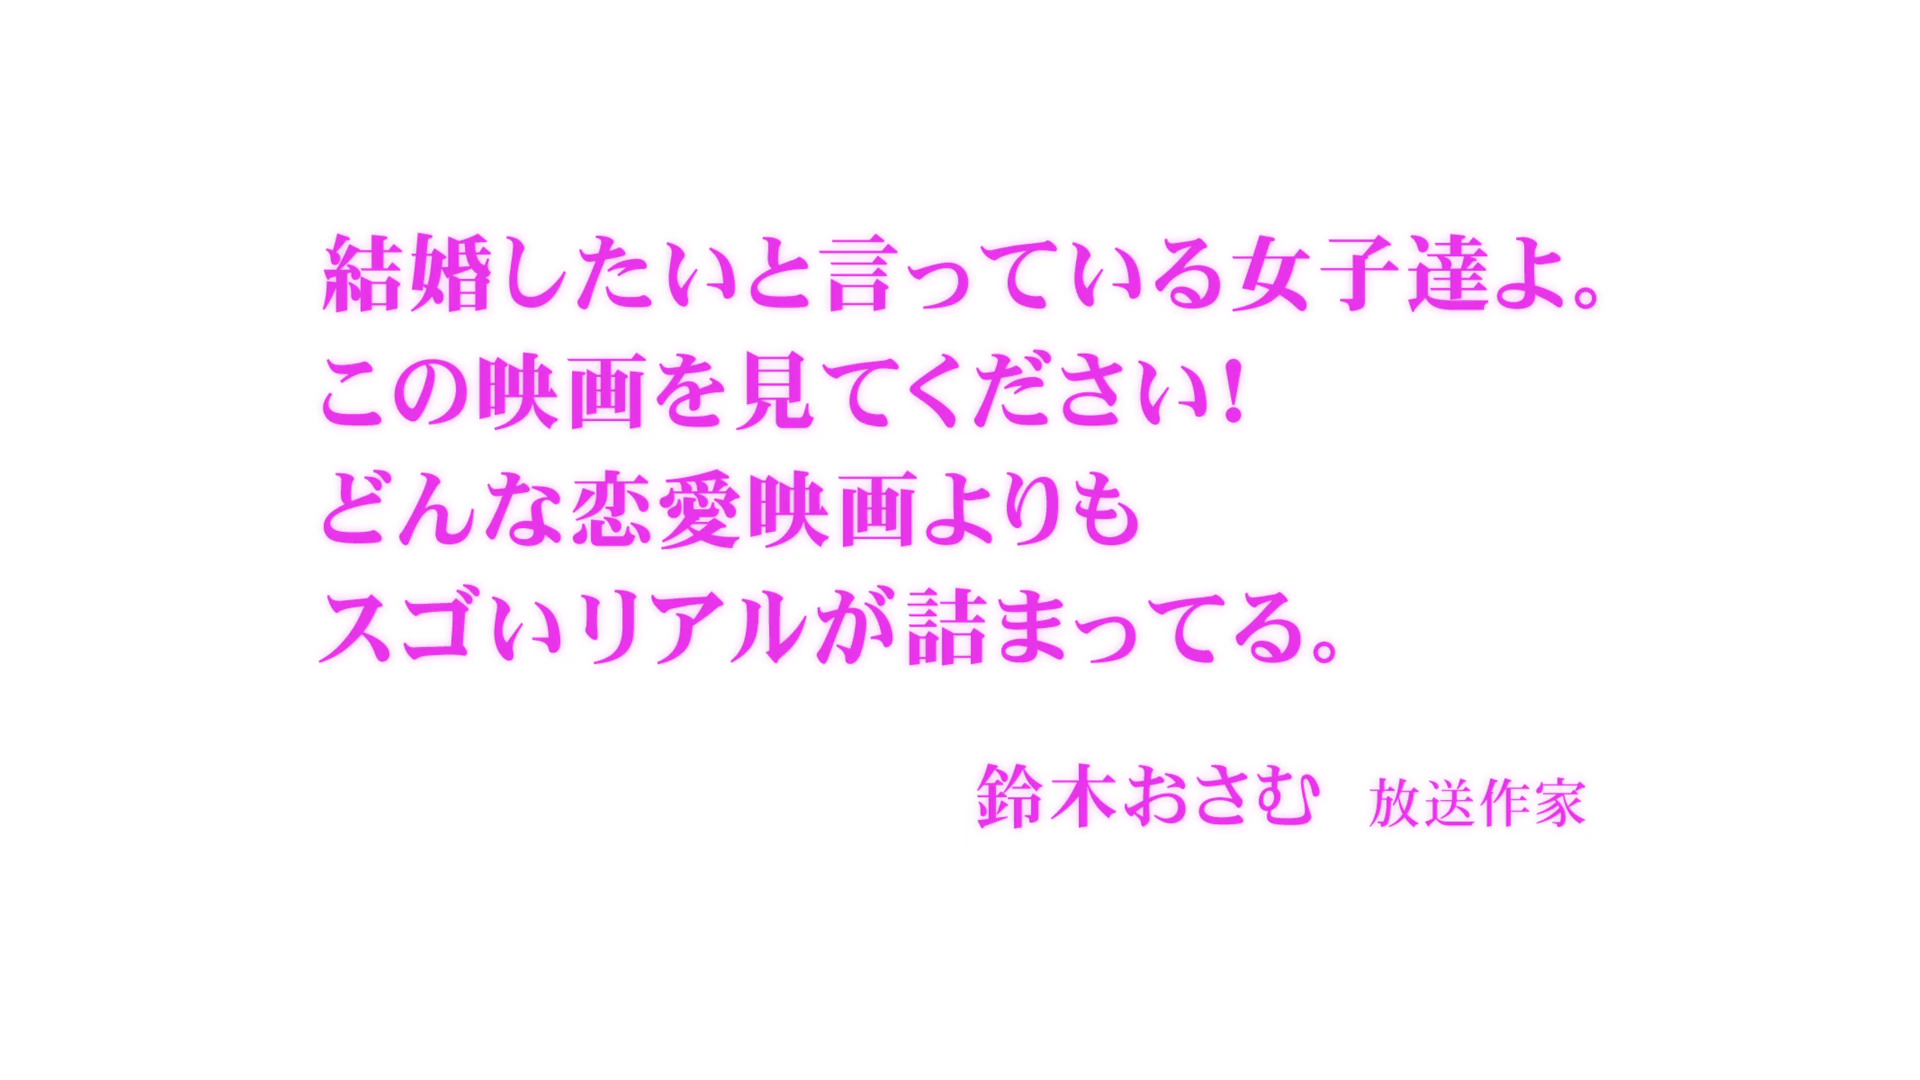 結婚したいと言っている女子達よ。
この映画を見てください!
どんな恋愛映画よりも
スゴいリアルが詰まってる。
鈴木おさむ 放送作家